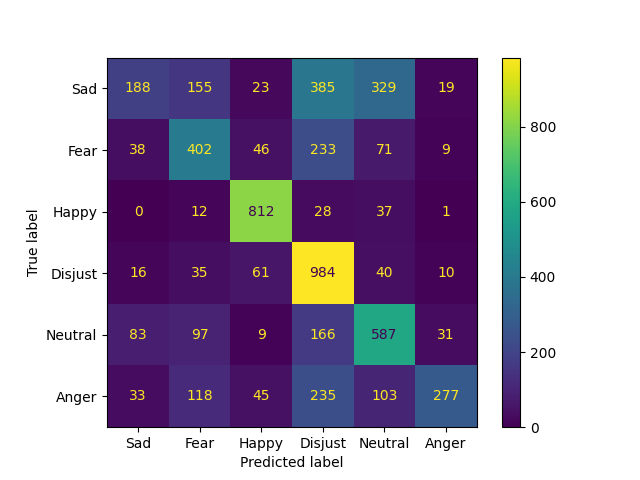 Sad 188 155 23 385 329 19
Fear 38 402 46 233 71 9
Happy 0 12 812 28 37 1
Disjust 16 35 61 984 40 10
Neutral 83 97 9 166 587 31
Anger 33 118 45 235 103 277
Sad Fear Happy Disjust Neutral Anger
Predicted label
True label
800
600
400
200
0